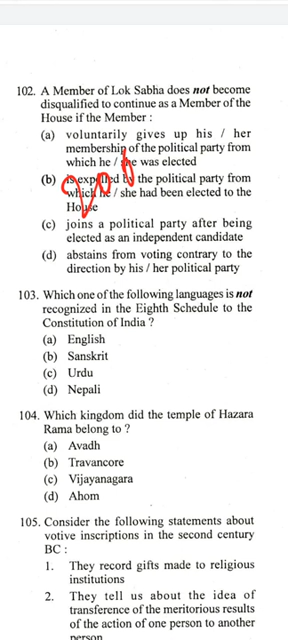 102. A Member of Lok Sabha does not become
disqualified to continue as a Member of the
House if the Member :
(a) voluntarily gives up his / her
membership of the political party from
which he / she was elected
(b) is expelled by the political party from
which he / she had been elected to the
House
(c) joins a political party after being
elected as an independent candidate
(d) abstains from voting contrary to the
direction by his / her political party
103. Which one of the following languages is not
recognized in the Eighth Schedule to the
Constitution of India ?
(a) English
(b) Sanskrit
(c) Urdu
(d) Nepali
104. Which kingdom did the temple of Hazara
Rama belong to ?
(a) Avadh
(b) Travancore
(c) Vijayanagara
(d) Ahom
105. Consider the following statements about
votive inscriptions in the second century
BC :
1. They record gifts made to religious
institutions
2. They tell us about the idea of
transference of the meritorious results
of the action of one person to another
person